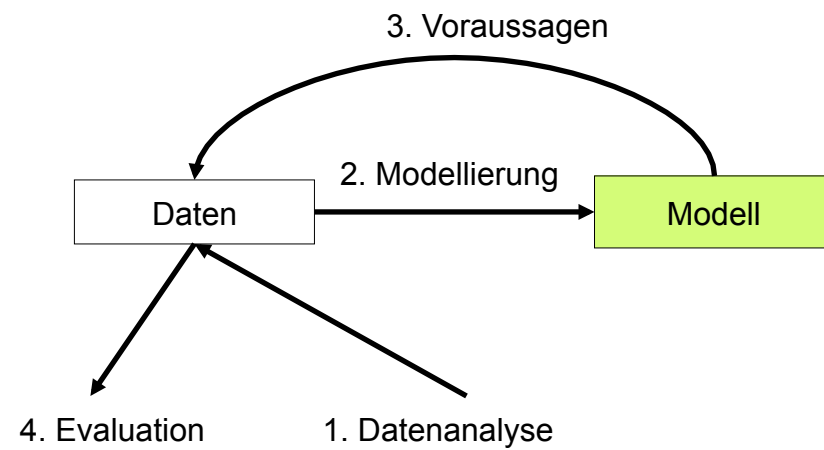 3. Voraussagen
2. Modellierung
Daten
Modell
4. Evaluation
1. Datenanalyse